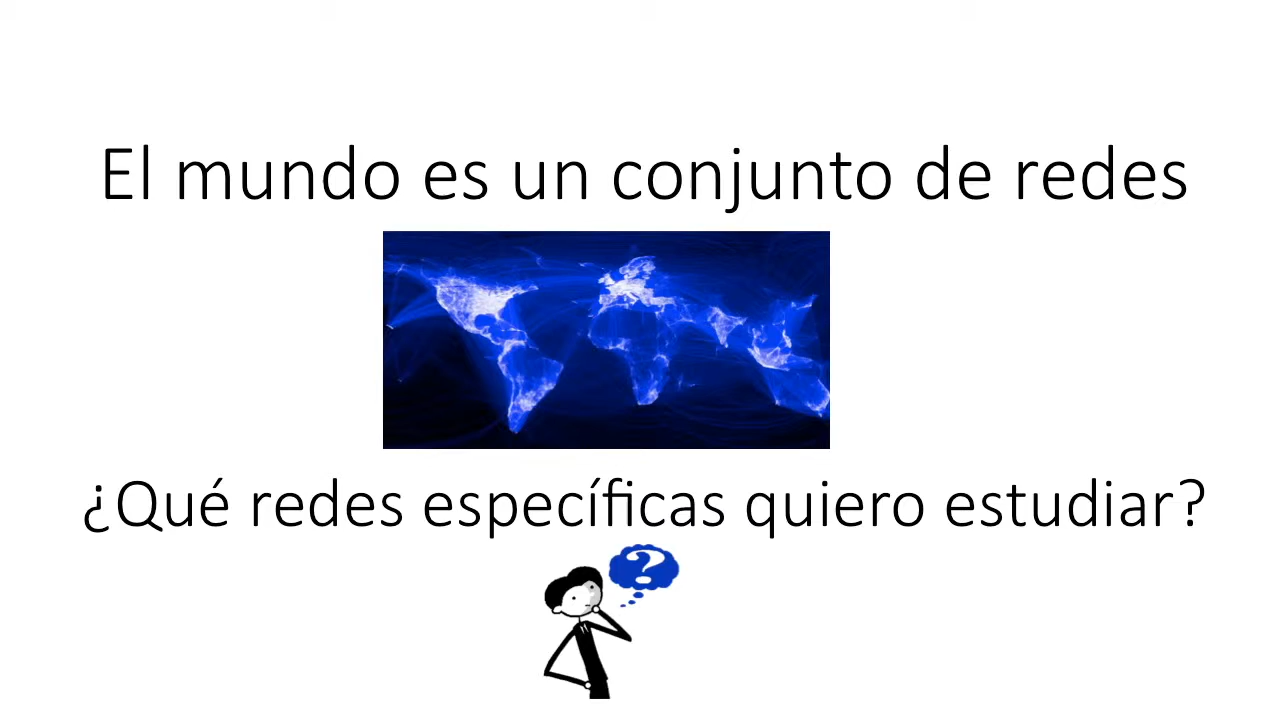 El mundo es un conjunto de redes
¿Qué redes específicas quiero estudiar?
?